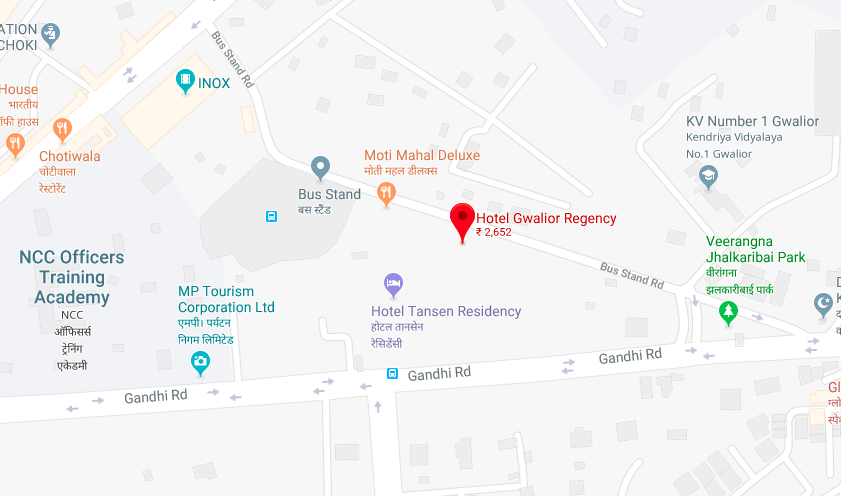 ATION
CHOKI
Bus Stand Rd
INOX
House
भारतीय
ॉफी हाउस
Chotiwala
चोटीवाला
रेस्टोरेंट
KV Number 1 Gwalior
Kendriya Vidyalaya
No.1 Gwalior
Moti Mahal Deluxe
मोती महल डीलक्स
Bus Stand
बस स्टैंड
Hotel Gwalior Regency
₹ 2,652
NCC Officers
Training
Academy
NCC
ऑफिसर्स
ट्रेनिंग
एकेडमी
Veerangna
Jhalkaribai Park
वीरांगना
झलकारीबाई पार्क
Bus Stand Rd
MP Tourism
Corporation Ltd
एमपी। पर्यटन
निगम लिमिटेड
Hotel Tansen Residency
होटल तानसेन
रेसिडेंसी
D
K
Gandhi Rd
Gandhi Rd
Gandhi Rd
Gl
ग्लो
स्पे